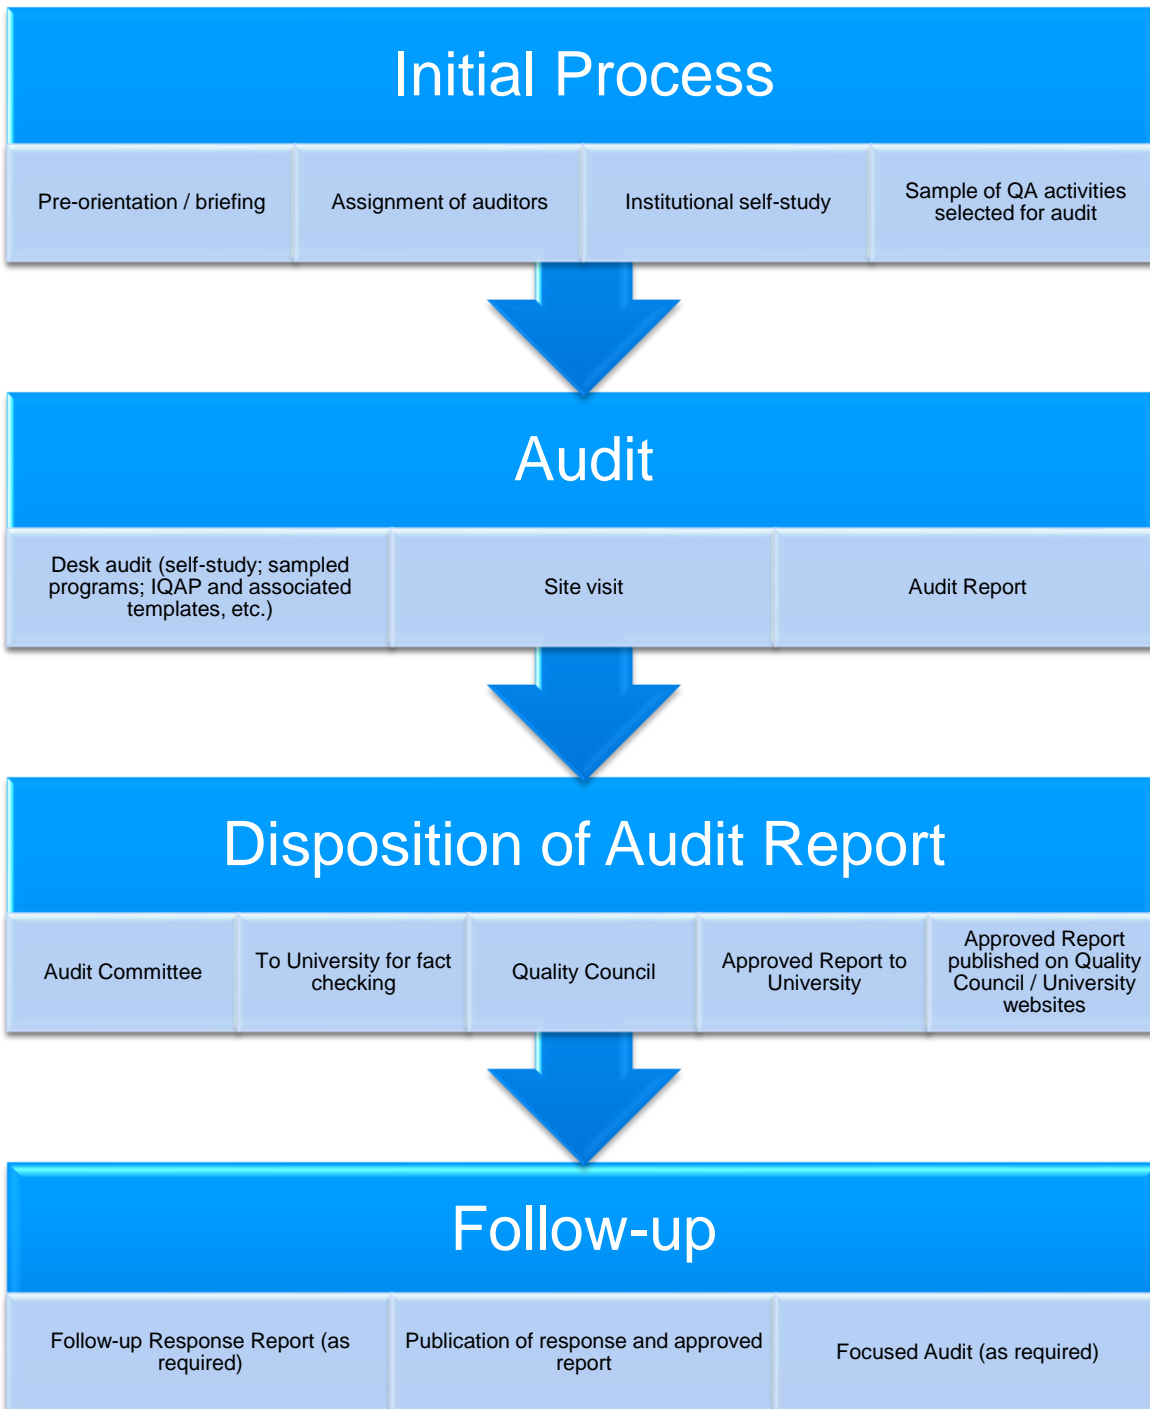 Initial Process
Pre-orientation / briefing
Assignment of auditors
Institutional self-study
Sample of QA activities
selected for audit
Audit
Desk audit (self-study; sampled
programs; IQAP and associated
templates, etc.)
Site visit
Audit Report
Disposition of Audit Report
Audit Committee
To University for fact
checking
Quality Council
Approved Report to
University
Approved Report
published on Quality
Council / University
websites
Follow-up
Follow-up Response Report (as
required)
Publication of response and approved
report
Focused Audit (as required)